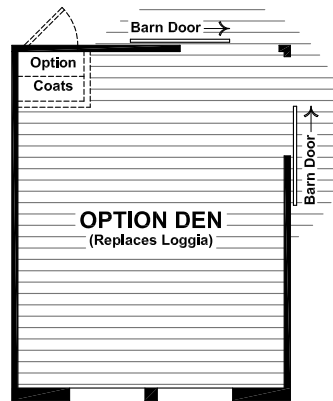 Barn Door
Option
Coats
Barn Door
OPTION DEN
(Replaces Loggia)